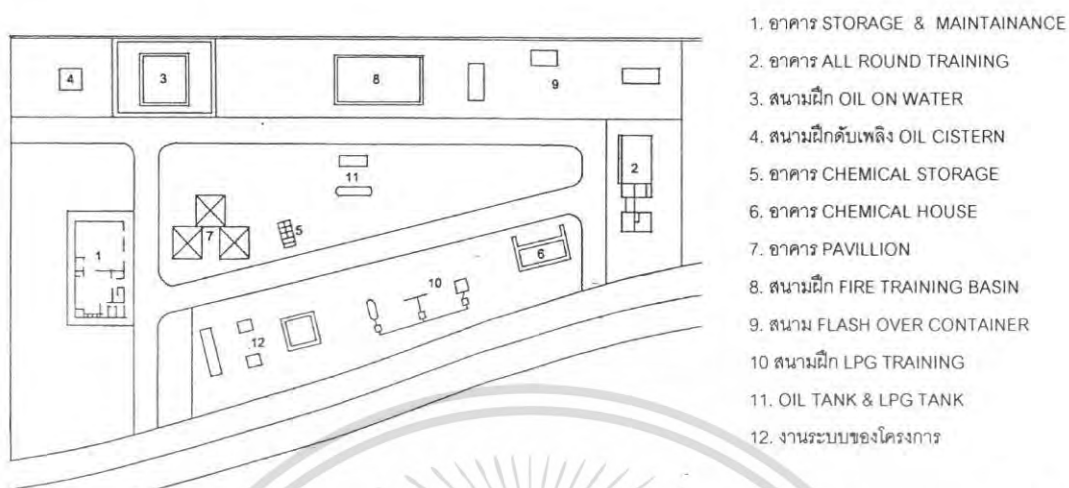 1. อาคาร STORAGE & MAINTAINANCE
2. อาคาร ALL ROUND TRAINING
3. สนามฝึก OIL ON WATER
4. สนามฝึกดับเพลิง OIL CISTERN
5. อาคาร CHEMICAL STORAGE
6. อาคาร CHEMICAL HOUSE
7. อาคาร PAVILLION
8. สนามฝึก FIRE TRAINING BASIN
9. สนาม FLASH OVER CONTAINER
10 สนามฝึก LPG TRAINING
11. OIL TANK & LPG TANK
12. งานระบบของโครงการ
4
3
8
9
11
2
7
5
1
6
10
12